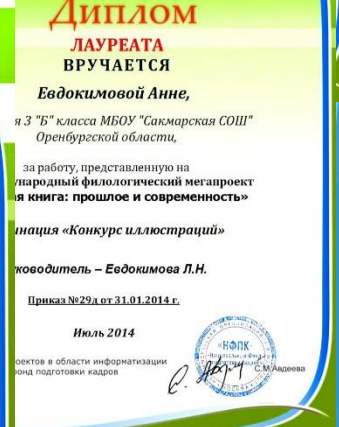 Диплом
ЛАУРЕАТА
ВРУЧАЕТСЯ
Евдокимовой Анне,
я 3 "Б" класса МБОУ "Сакмарская СОШ"
Оренбургской области,
за работу, представленную на
ународный филологический мегапроект
ая книга: прошлое и современность»
инация «Конкурс иллюстраций»
уководитель – Евдокимова Л.Н.
Приказ №29д от 31.01.2014 г.
Июль 2014
роектов в области информатизации
онд подготовки кадров
«НФПК»
С.М.Авдеева